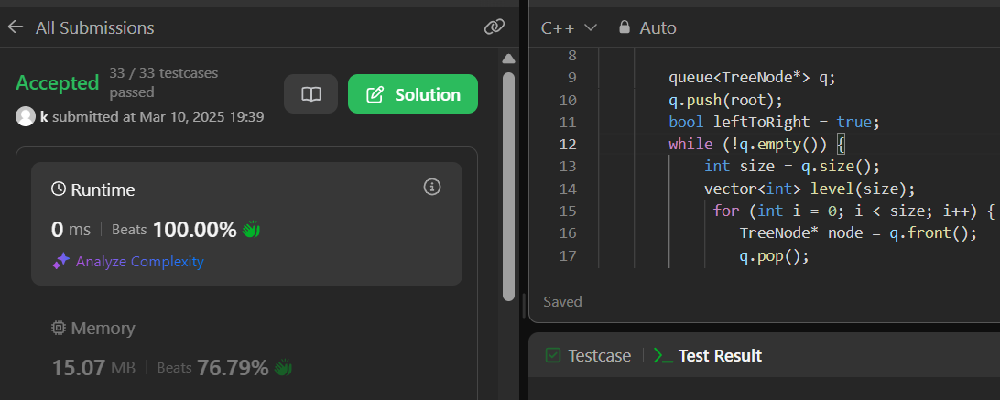 All Submissions
Accepted 33 / 33 testcases passed
Solution
k submitted at Mar 10, 2025 19:39
Runtime
0 ms | Beats 100.00%
Analyze Complexity
Memory
15.07 MB | Beats 76.79%
C++ Auto
8
9 queue<TreeNode*> q;
10 q.push(root);
11 bool leftToRight = true;
12 while (!q.empty()) {
13 int size = q.size();
14 vector<int> level(size);
15 for (int i = 0; i < size; i++) {
16 TreeNode* node = q.front();
17 q.pop();
Saved
Testcase | Test Result